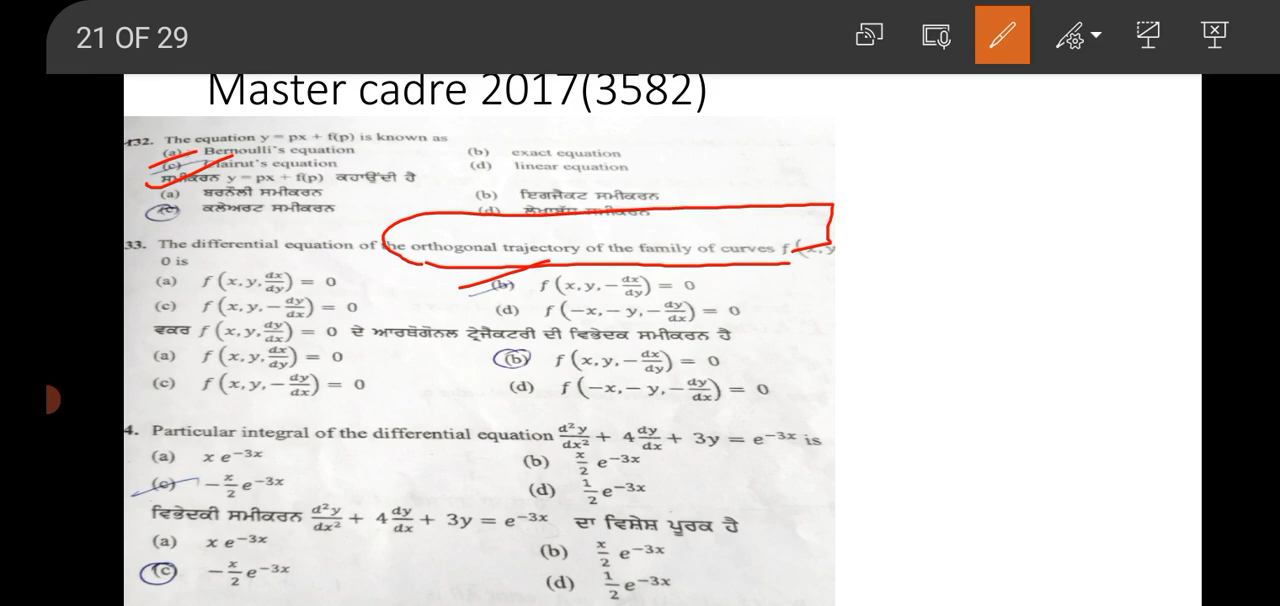 21 OF 29
Master cadre 2017(3582)
132. The equation y = px + f(p) is known as
(a) Bernoulli's equation (b) exact equation
(c) Clairut's equation (d) linear equation
ਸਮੀਕਰਨ y = px + f(p) ਕਹਾਉਂਦੀ ਹੈ
(a) ਬਰਨੌਲੀ ਸਮੀਕਰਨ (b) ਇਗਜੈਕਟ ਸਮੀਕਰਨ
(c) ਕਲੇਅਰਟ ਸਮੀਕਰਨ (d) ਸਮੀਕਰਨ
33. The differential equation of the orthogonal trajectory of the family of curves f(x, y
0 is
(a) f(x, y, dx/dy) = 0 (b) f(x, y, −dx/dy) = 0
(c) f(x, y, −dy/dx) = 0 (d) f(−x, − y, −dy/dx) = 0
ਵਕਰ f(x, y, dy/dx) = 0 ਦੇ ਆਰਥੋਗੋਨਲ ਟ੍ਰੇਜੈਕਟਰੀ ਦੀ ਵਿਭੇਦਕ ਸਮੀਕਰਨ ਹੈ
(a) f(x, y, dx/dy) = 0 (b) f(x, y, −dx/dy) = 0
(c) f(x, y, −dy/dx) = 0 (d) f(−x, − y, −dy/dx) = 0
4. Particular integral of the differential equation d²y/dx² + 4 dy/dx + 3y = e⁻³ˣ is
(a) x e⁻³ˣ (b) x/2 e⁻³ˣ
(c) −x/2 e⁻³ˣ (d) 1/2 e⁻³ˣ
ਵਿਭੇਦਕੀ ਸਮੀਕਰਨ d²y/dx² + 4 dy/dx + 3y = e⁻³ˣ ਦਾ ਵਿਸ਼ੇਸ਼ ਪੂਰਕ ਹੈ
(a) x e⁻³ˣ (b) x/2 e⁻³ˣ
(c) −x/2 e⁻³ˣ (d) 1/2 e⁻³ˣ